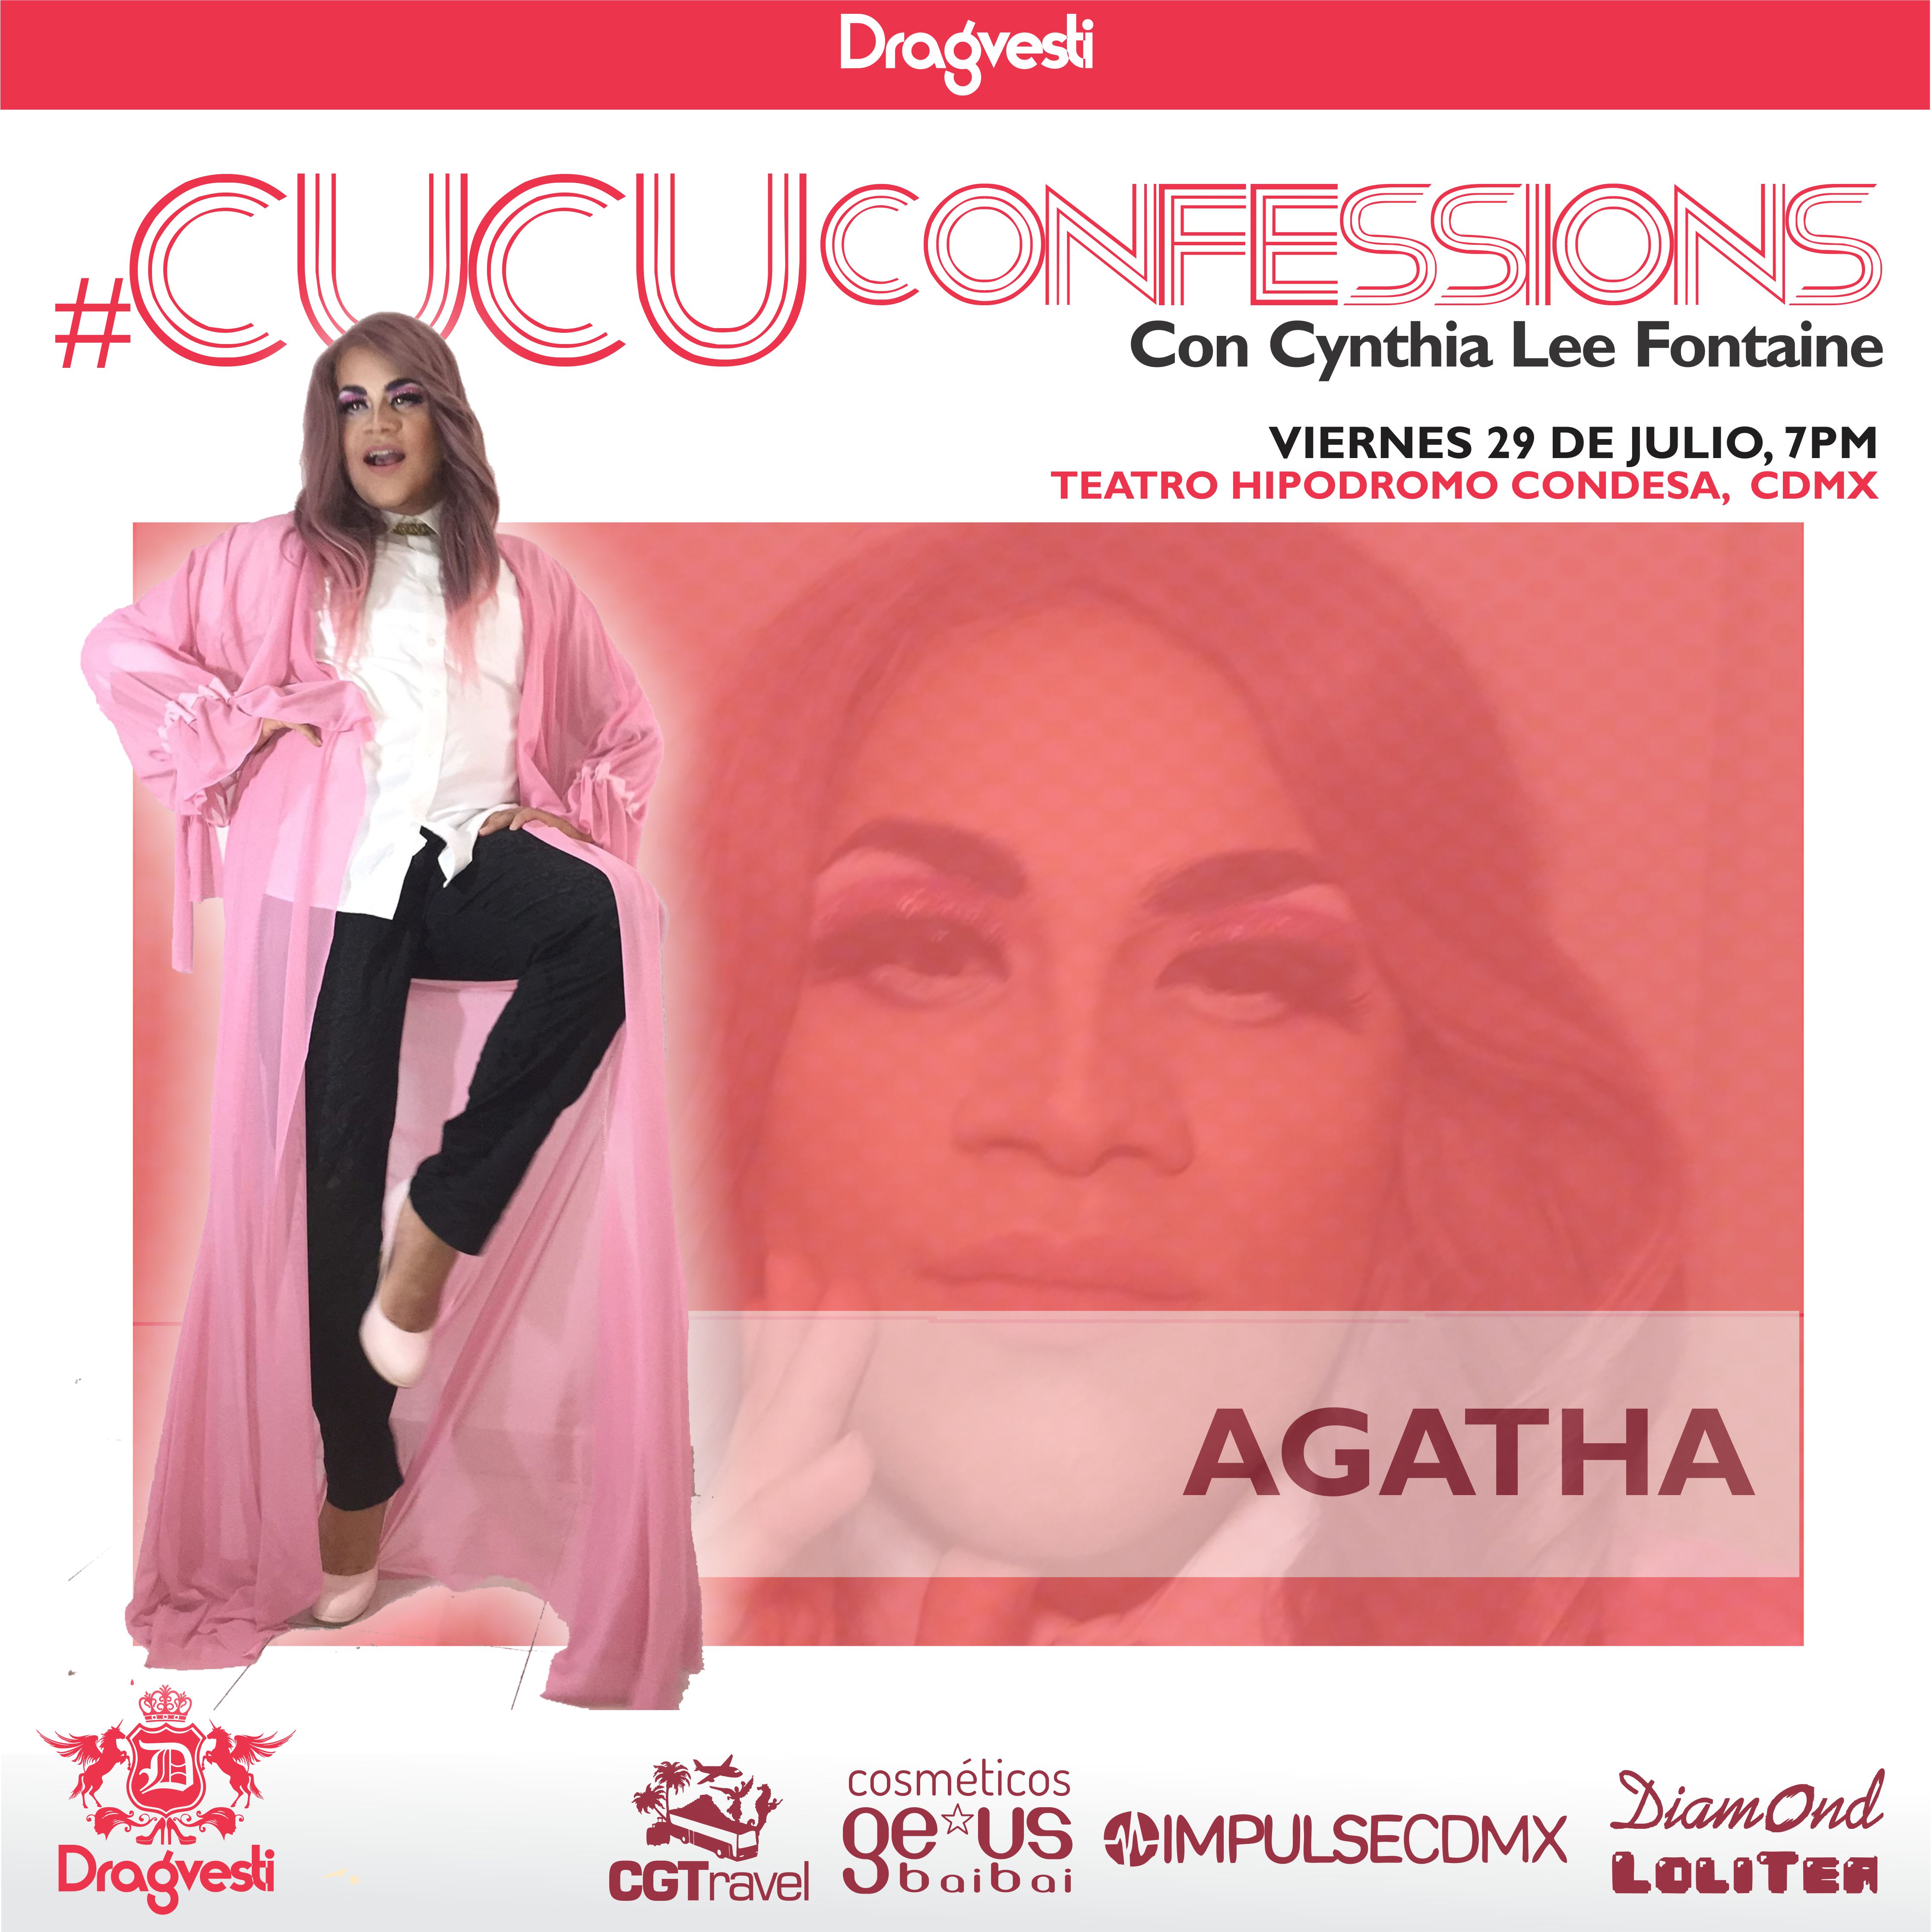 Dragvesti
#CUCUCONFESSIONS
Con Cynthia Lee Fontaine
VIERNES 29 DE JULIO, 7PM
TEATRO HIPODROMO CONDESA, CDMX
AGATHA
D
Dragvesti
CGTravel
cosméticos
ge☆us
baibai
IMPULSECDMX
DiamOnd
LOLITEA